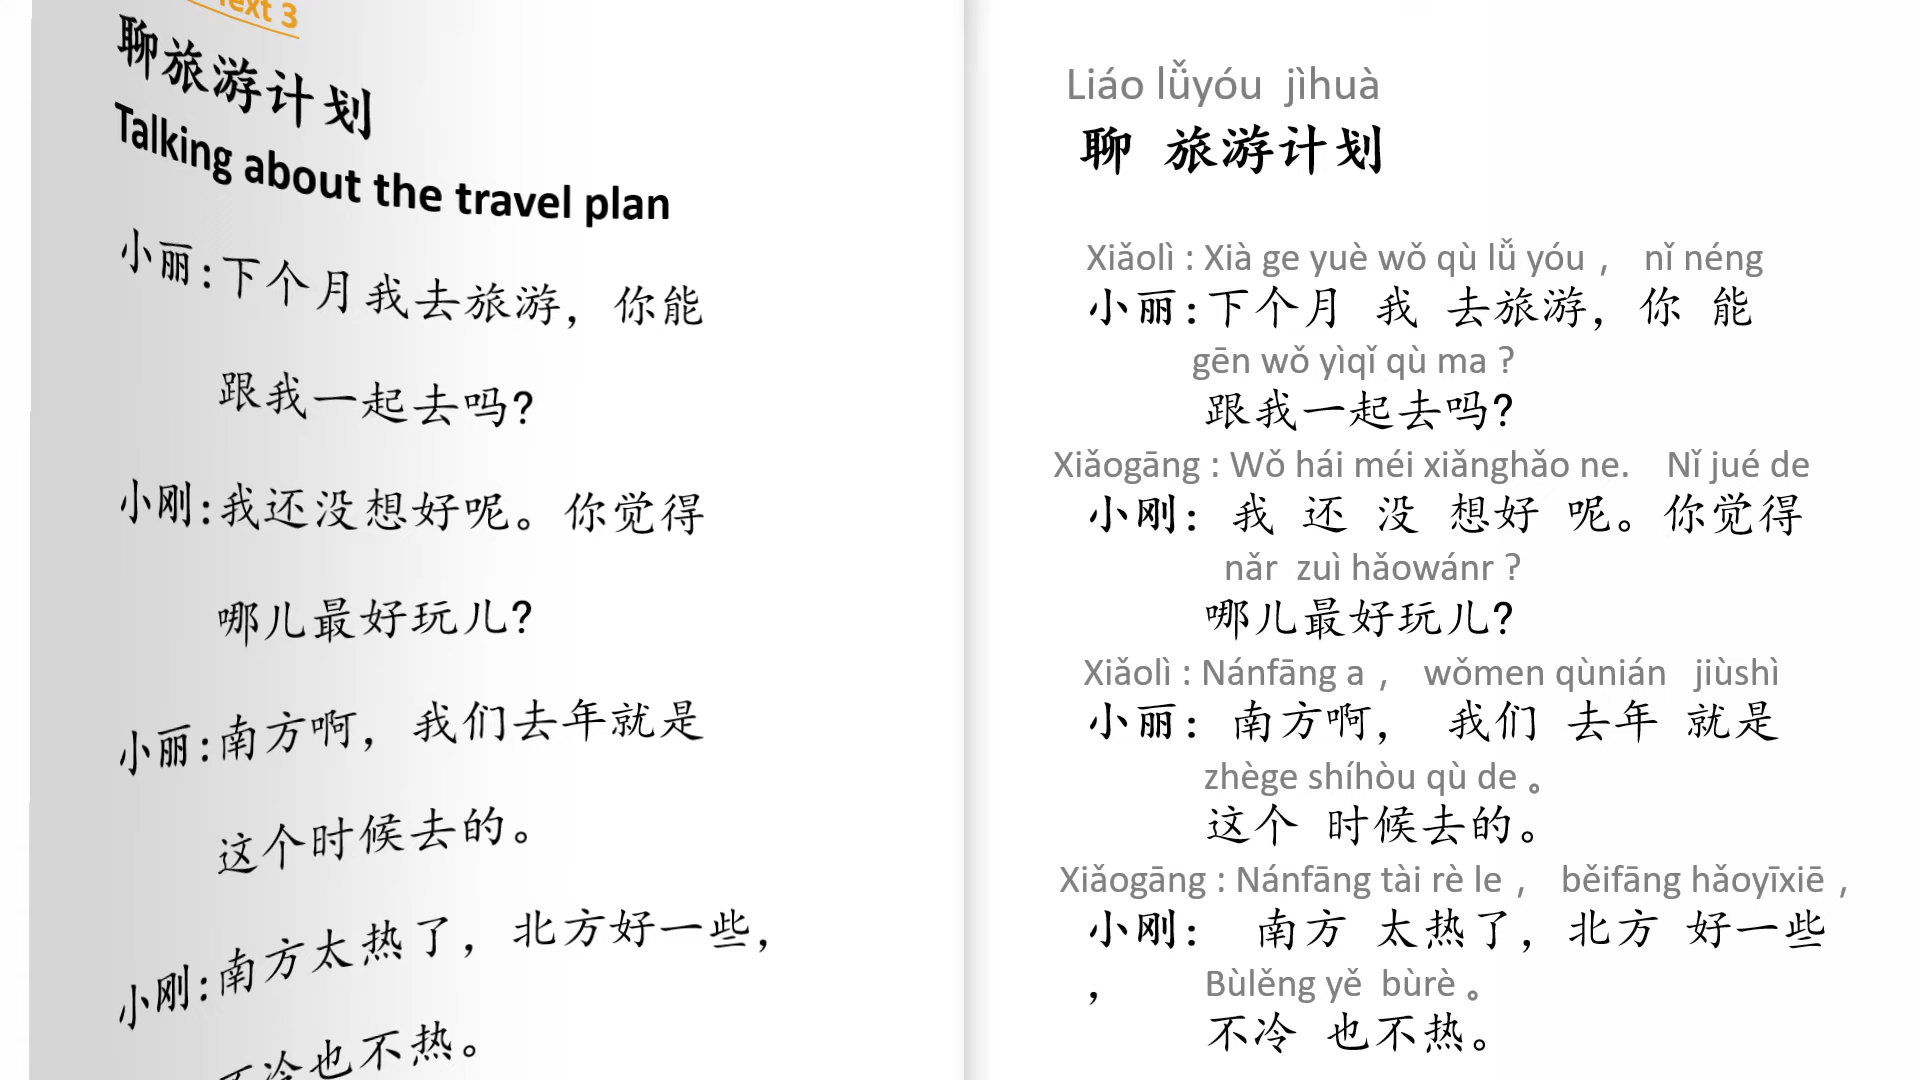 Text 3
聊旅游计划
Talking about the travel plan
小丽:下个月我去旅游，你能
跟我一起去吗?
小刚:我还没想好呢。你觉得
哪儿最好玩儿?
小丽:南方啊，我们去年就是
这个时候去的。
小刚:南方太热了，北方好一些，
不冷也不热。
Liáo lǚyóu jìhuà
聊 旅游计划
Xiǎolì : Xià ge yuè wǒ qù lǚ yóu， nǐ néng
小丽:下个月 我 去旅游，你 能
gēn wǒ yìqǐ qù ma ?
跟我一起去吗?
Xiǎogāng : Wǒ hái méi xiǎnghǎo ne. Nǐ jué de
小刚: 我 还 没 想好 呢。你觉得
nǎr zuì hǎowánr ?
哪儿最好玩儿?
Xiǎolì : Nánfāng a， wǒmen qùnián jiùshì
小丽: 南方啊， 我们 去年 就是
zhège shíhòu qù de 。
这个 时候去的。
Xiǎogāng : Nánfāng tài rè le， běifāng hǎoyīxiē，
小刚: 南方 太热了，北方 好一些
， Bùlěng yě bùrè 。
不冷 也不热。